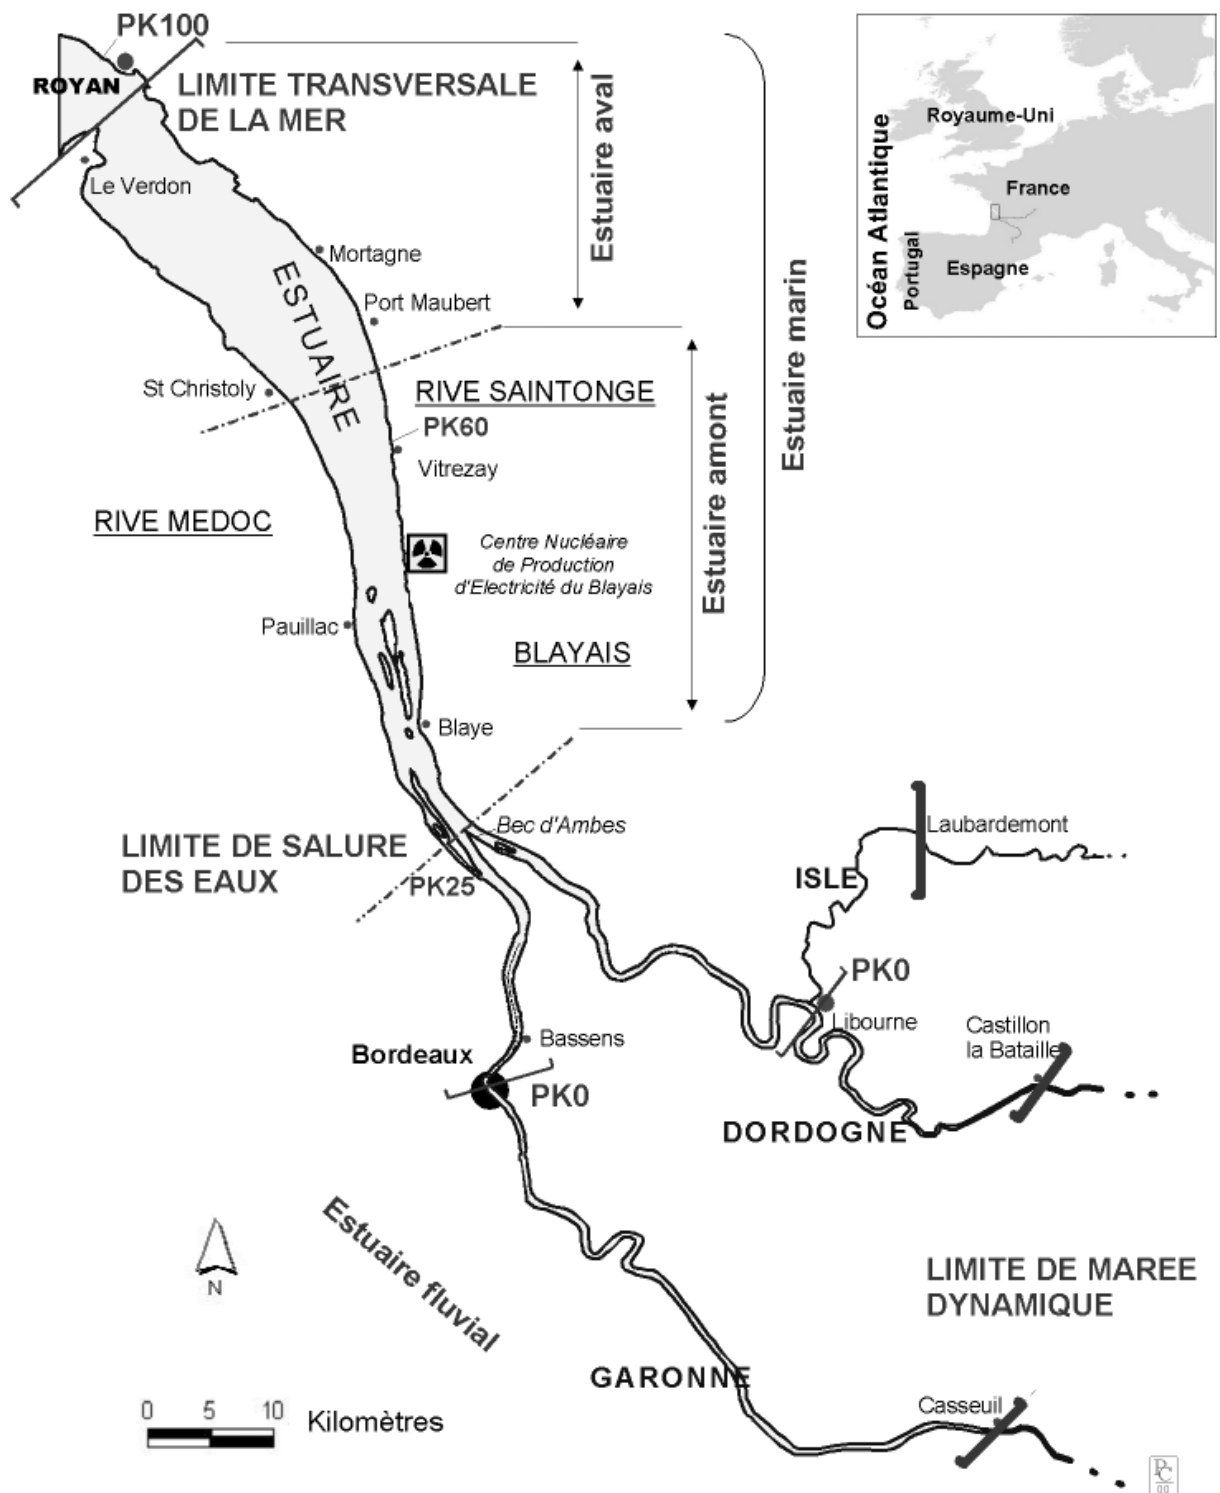 PK100
ROYAN
LIMITE TRANSVERSALE
DE LA MER
Le Verdon
Mortagne
Port Maubert
ESTUAIRE
St Christoly
RIVE SAINTONGE
PK60
Vitrezay
RIVE MEDOC
Centre Nucléaire
de Production
d'Electricité du Blayais
Pauillac
BLAYAIS
Blaye
Estuaire aval
Estuaire amont
Estuaire marin
Océan Atlantique
Royaume-Uni
France
Portugal
Espagne
Bec d'Ambes
LIMITE DE SALURE
DES EAUX
PK25
Laubardemont
ISLE
PK0
Libourne
Castillon
la Bataille
Bassens
Bordeaux
PK0
DORDOGNE
Estuaire fluvial
N
LIMITE DE MAREE
DYNAMIQUE
GARONNE
Casseuil
0 5 10
Kilomètres